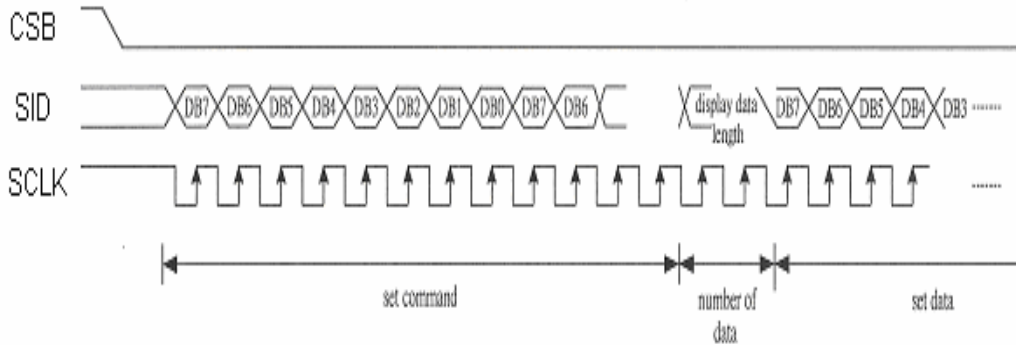 CSB
SID
DB7 DB6 DB5 DB4 DB3 DB2 DB1 DB0 DB7 DB6 display data length DB7 DB6 DB5 DB4 DB3 .......
SCLK
.......
set command
number of data
set data